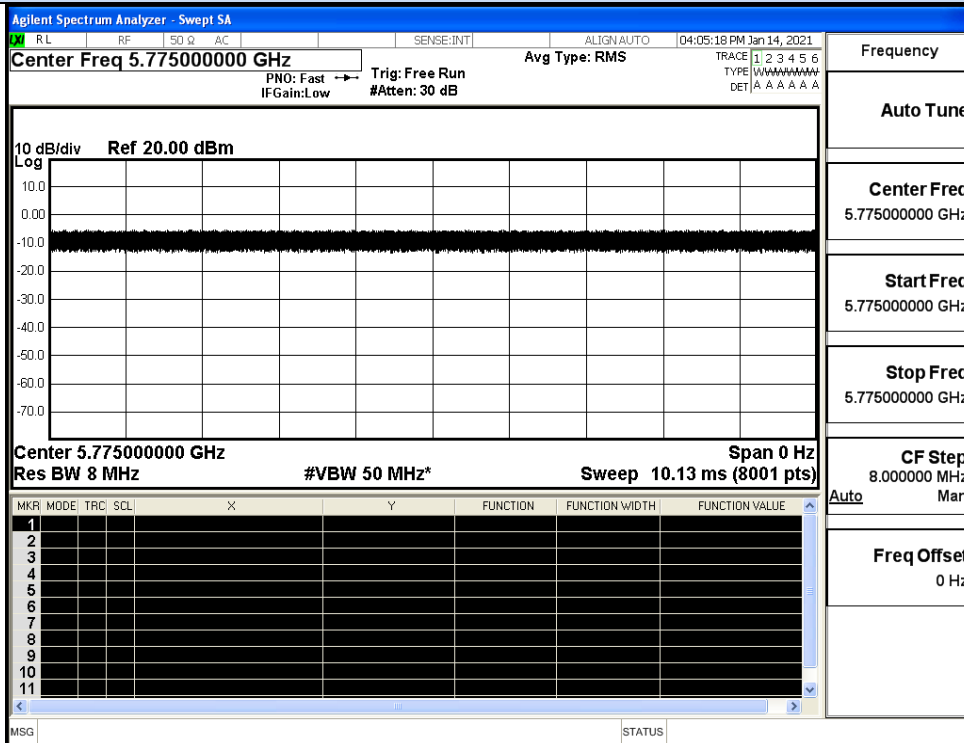 Agilent Spectrum Analyzer - Swept SA
LXI RL RF 50 Ω AC SENSE:INT ALIGNAUTO 04:05:18 PM Jan 14, 2021
Center Freq 5.775000000 GHz
PNO: Fast
IFGain:Low
Trig: Free Run
#Atten: 30 dB
Avg Type: RMS
TRACE 1 2 3 4 5 6
TYPE WWWWWW
DET A A A A A A
10 dB/div Ref 20.00 dBm
Log
10.0
0.00
-10.0
-20.0
-30.0
-40.0
-50.0
-60.0
-70.0
Center 5.775000000 GHz Span 0 Hz
Res BW 8 MHz #VBW 50 MHz* Sweep 10.13 ms (8001 pts)
MKR MODE TRC SCL X Y FUNCTION FUNCTION WIDTH FUNCTION VALUE
1
2
3
4
5
6
7
8
9
10
11
MSG STATUS
Frequency
Auto Tune
Center Freq
5.775000000 GHz
Start Freq
5.775000000 GHz
Stop Freq
5.775000000 GHz
CF Step
8.000000 MHz
Auto Man
Freq Offset
0 Hz